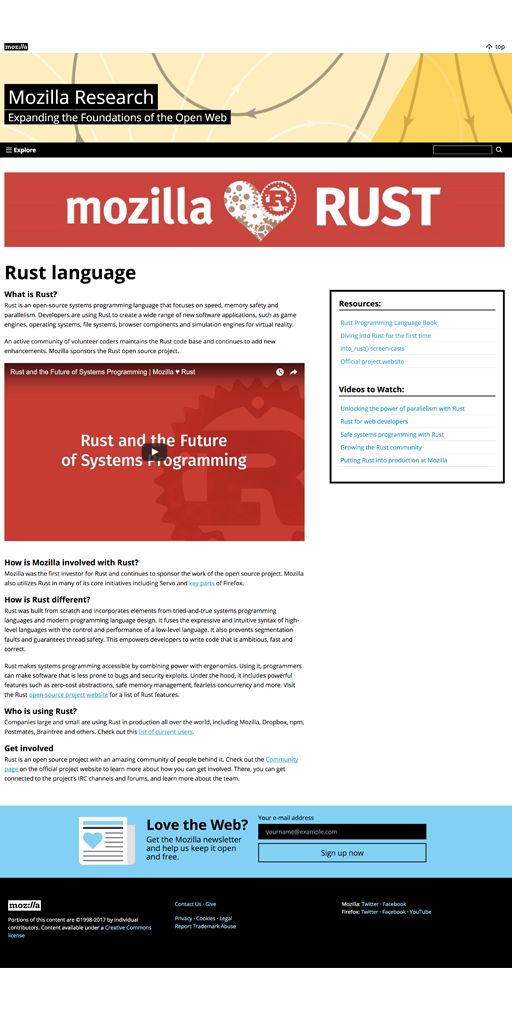 moz://a
top
Mozilla Research
Expanding the Foundations of the Open Web
Explore
mozilla R RUST
Rust language
What is Rust?
Rust is an open-source systems programming language that focuses on speed, memory safety and
parallelism. Developers are using Rust to create a wide range of new software applications, such as game
engines, operating systems, file systems, browser components and simulation engines for virtual reality.
An active community of volunteer coders maintains the Rust code base and continues to add new
enhancements. Mozilla sponsors the Rust open source project.
Rust and the Future of Systems Programming | Mozilla ♥ Rust
Rust and the Future
of Systems Programming
Resources:
Rust Programming Language Book
Diving into Rust for the first time
into_rust() screen-casts
Official project website
Videos to Watch:
Unlocking the power of parallelism with Rust
Rust for web developers
Safe systems programming with Rust
Growing the Rust community
Putting Rust into production at Mozilla
How is Mozilla involved with Rust?
Mozilla was the first investor for Rust and continues to sponsor the work of the open source project. Mozilla
also utilizes Rust in many of its core initiatives including Servo and key parts of Firefox.
How is Rust different?
Rust was built from scratch and incorporates elements from tried-and-true systems programming
languages and modern programming language design. It fuses the expressive and intuitive syntax of high-
level languages with the control and performance of a low-level language. It also prevents segmentation
faults and guarantees thread safety. This empowers developers to write code that is ambitious, fast and
correct.
Rust makes systems programming accessible by combining power with ergonomics. Using it, programmers
can make software that is less prone to bugs and security exploits. Under the hood, it includes powerful
features such as zero-cost abstractions, safe memory management, fearless concurrency and more. Visit
the Rust open-source project website for a list of Rust features.
Who is using Rust?
Companies large and small are using Rust in production all over the world, including Mozilla, Dropbox, npm,
Postmates, Braintree and others. Check out this list of current users.
Get involved
Rust is an open source project with an amazing community of people behind it. Check out the Community
page on the official project website to learn more about how you can get involved. There, you can get
connected to the project's IRC channels and forums, and learn more about the team.
Love the Web?
Get the Mozilla newsletter
and help us keep it open
and free.
Your e-mail address
yourname@example.com
Sign up now
moz://a
Portions of this content are ©1998-2017 by individual
contributors. Content available under a Creative Commons
license
Contact Us · Give
Privacy · Cookies · Legal
Report Trademark Abuse
Mozilla: Twitter · Facebook
Firefox: Twitter · Facebook · YouTube